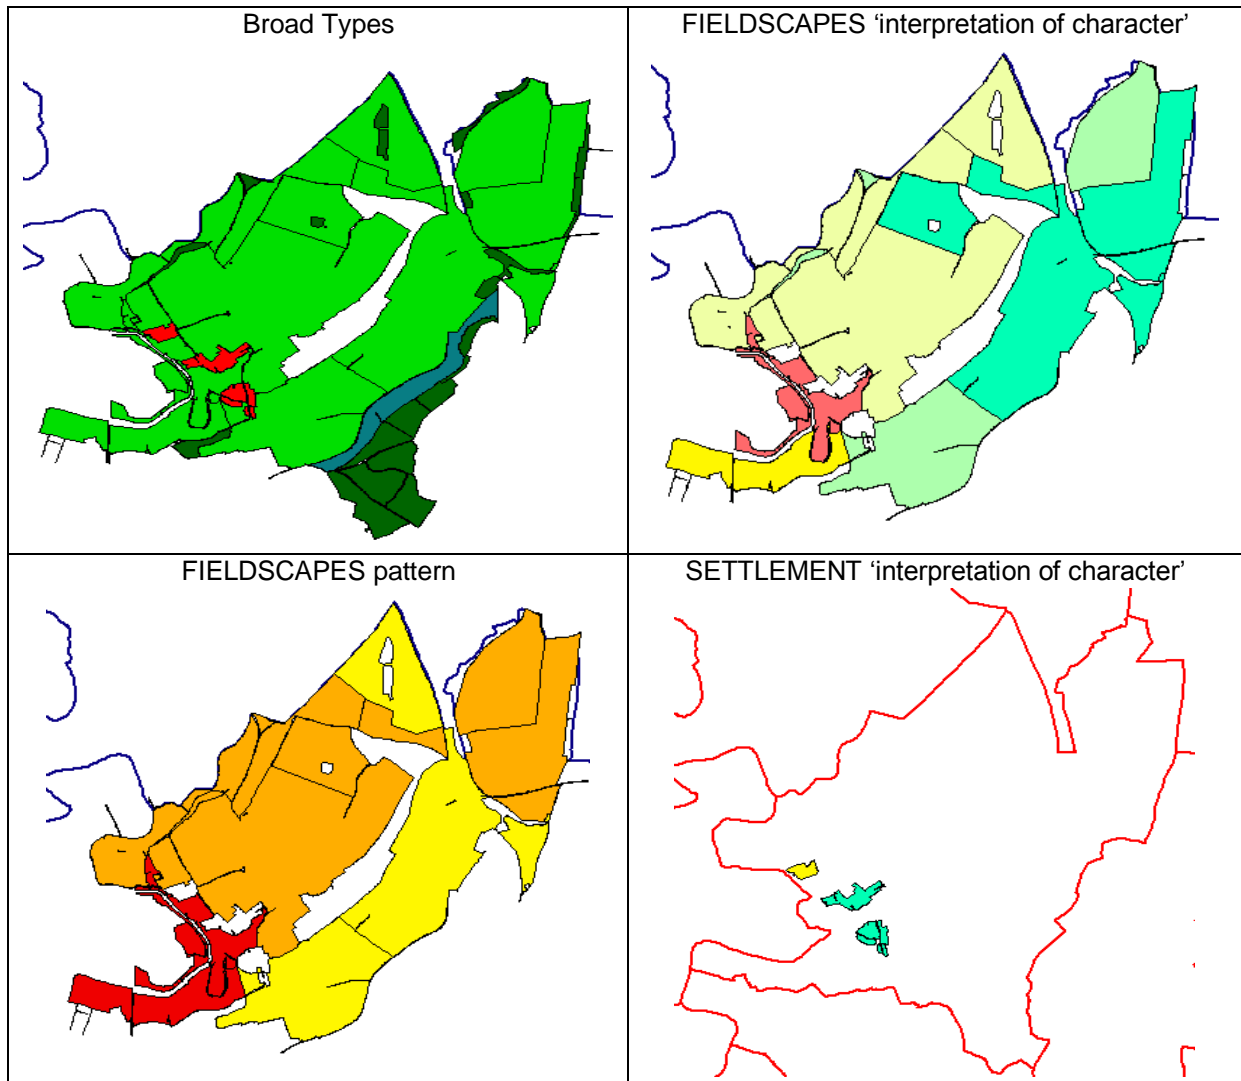 Broad Types
FIELDSCAPES ‘interpretation of character’
FIELDSCAPES pattern
SETTLEMENT ‘interpretation of character’